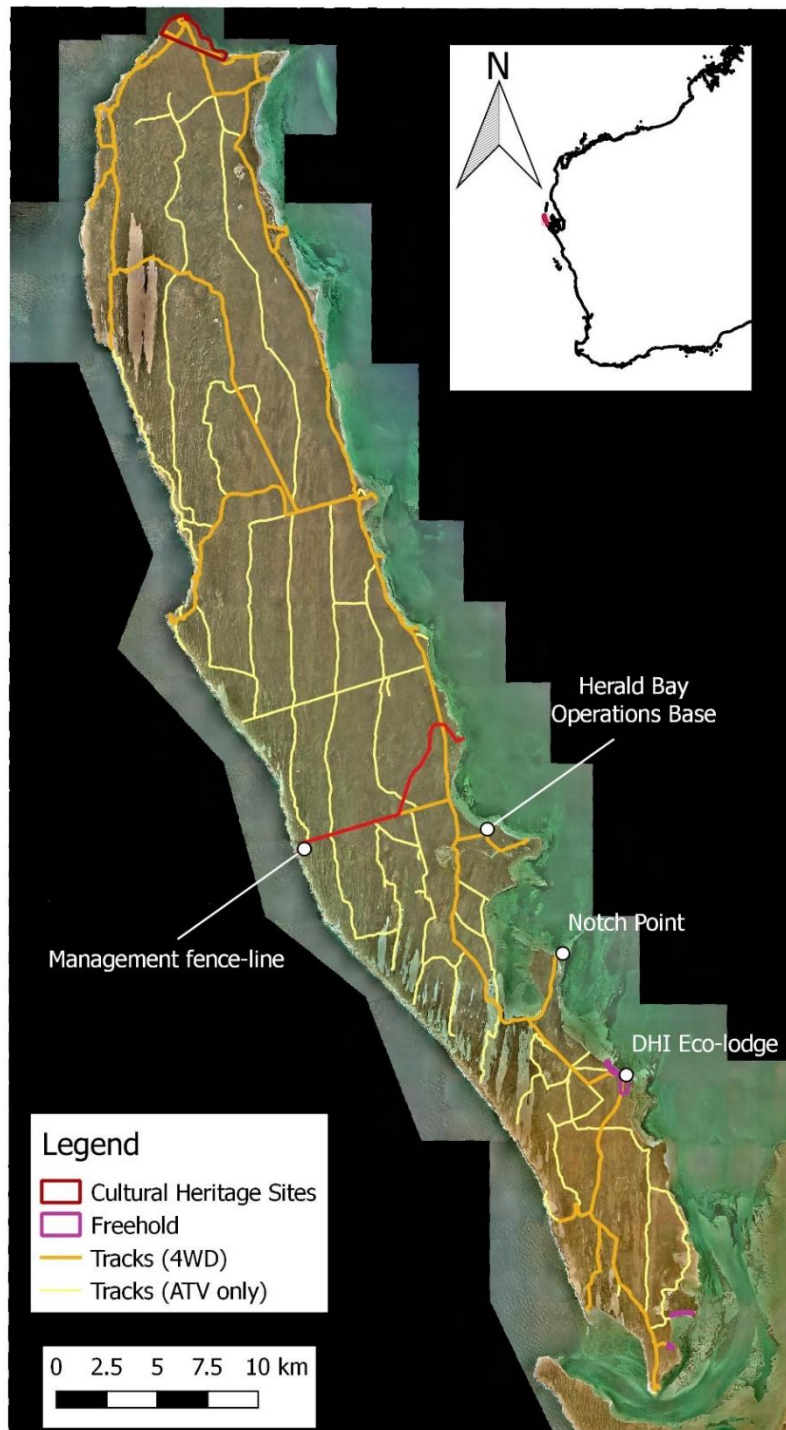 N
Herald Bay
Operations Base
Notch Point
Management fence-line
DHI Eco-lodge
Legend
Cultural Heritage Sites
Freehold
Tracks (4WD)
Tracks (ATV only)
0 2.5 5 7.5 10 km